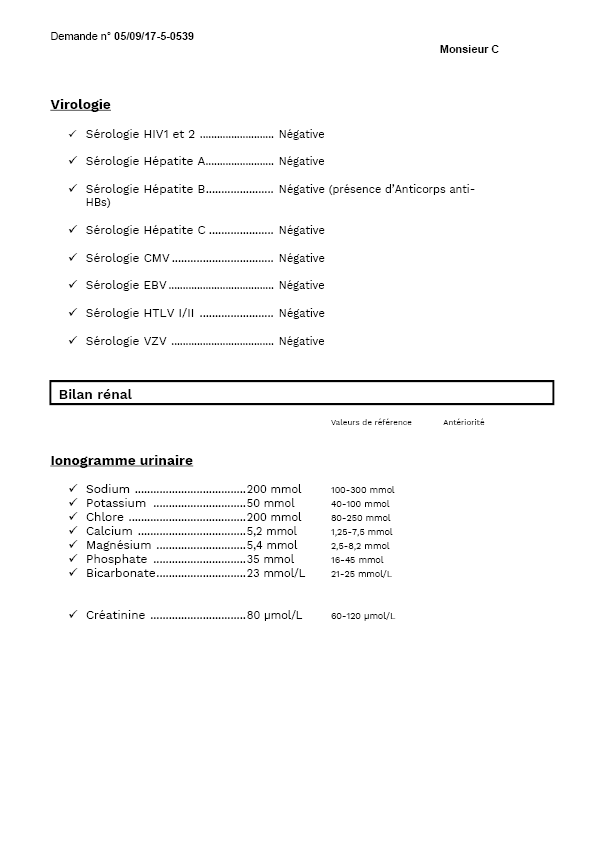 Demande n° 05/09/17-5-0539
Monsieur C
Virologie
✓ Sérologie HIV1 et 2 .......................... Négative
✓ Sérologie Hépatite A........................ Négative
✓ Sérologie Hépatite B...................... Négative (présence d'Anticorps anti-
HBs)
✓ Sérologie Hépatite C ..................... Négative
✓ Sérologie CMV ................................. Négative
✓ Sérologie EBV ..................................... Négative
✓ Sérologie HTLV I/II ........................ Négative
✓ Sérologie VZV .................................... Négative
Bilan rénal
Valeurs de référence Antériorité
Ionogramme urinaire
✓ Sodium ....................................200 mmol 100-300 mmol
✓ Potassium ..............................50 mmol 40-100 mmol
✓ Chlore ......................................200 mmol 80-250 mmol
✓ Calcium ...................................5,2 mmol 1,25-7,5 mmol
✓ Magnésium .............................5,4 mmol 2,5-8,2 mmol
✓ Phosphate ..............................35 mmol 16-45 mmol
✓ Bicarbonate.............................23 mmol/L 21-25 mmol/L
✓ Créatinine ...............................80 µmol/L 60-120 µmol/L